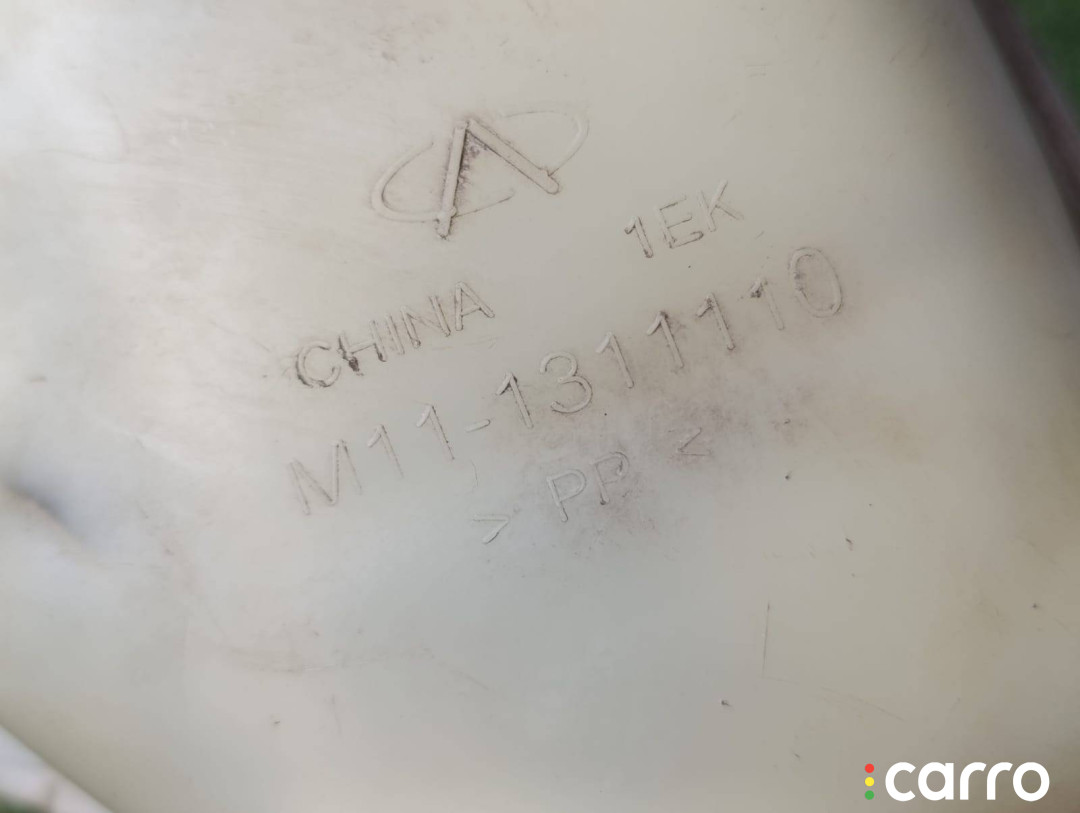 1EK
CHINA
M11-1311110
> PP <
carro